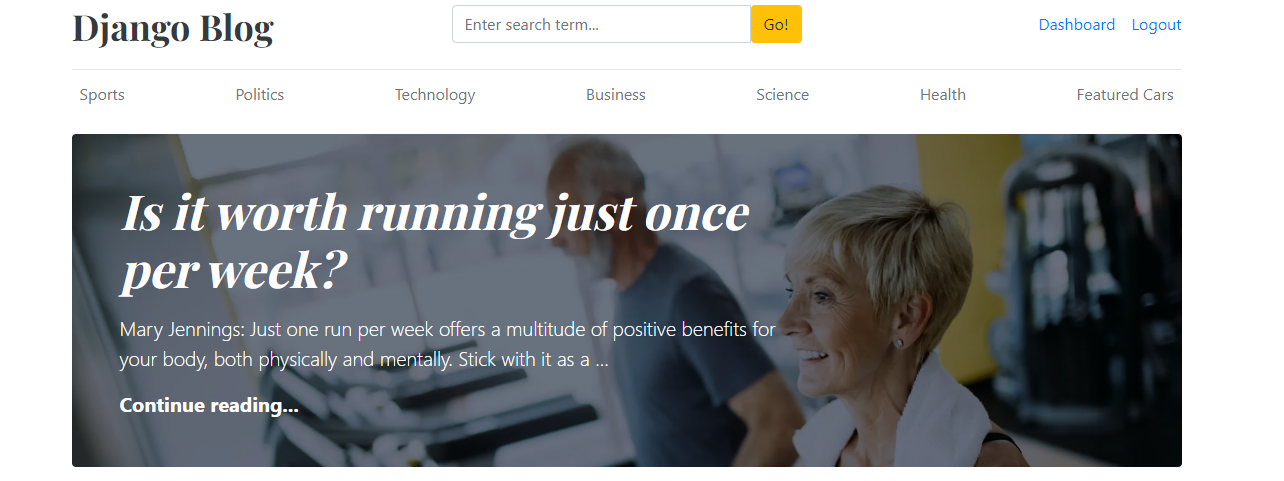 Django Blog
Enter search term...
Go!
Dashboard
Logout
Sports
Politics
Technology
Business
Science
Health
Featured Cars
Is it worth running just once
per week?
Mary Jennings: Just one run per week offers a multitude of positive benefits for
your body, both physically and mentally. Stick with it as a ...
Continue reading...